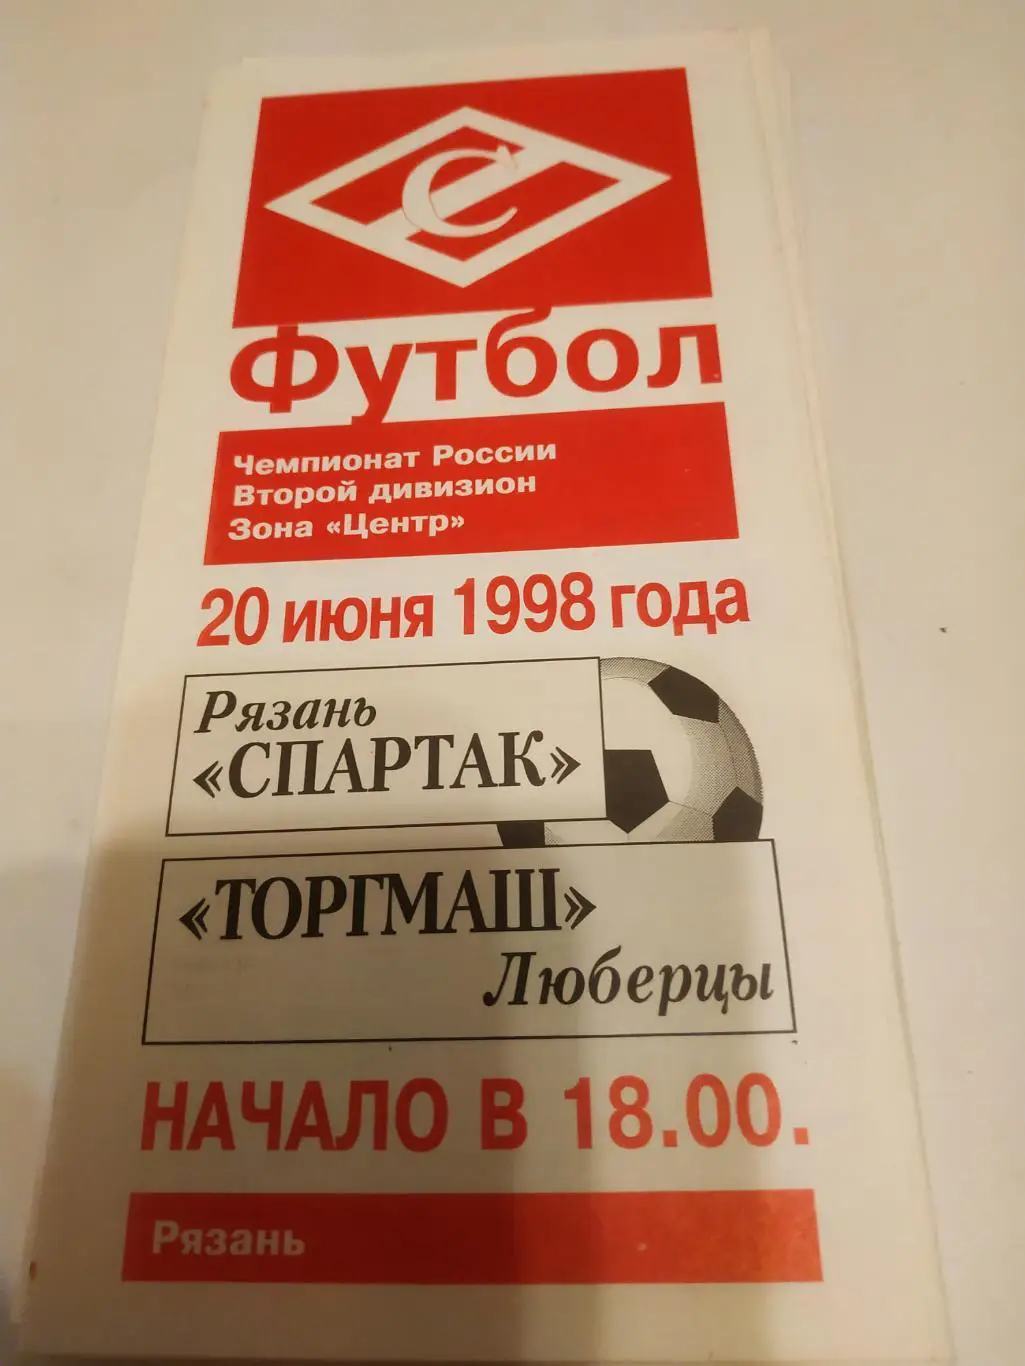 С
Футбол
Чемпионат России
Второй дивизион
Зона «Центр»
20 июня 1998 года
Рязань
«СПАРТАК»
«ТОРГМАШ»
Люберцы
НАЧАЛО В 18.00.
Рязань